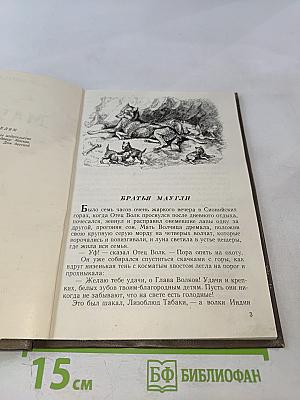 БРАТЬЯ МАУГЛИ
Было семь часов очень жаркого вечера в Сионийских
горах, когда Отец Волк проснулся после дневного отдыха,
почесался, зевнул и расправил онемевшие лапы одну за
другой, прогоняя сон. Мать Волчица дремала, положив
свою крупную серую морду на четверых волчат, которые
ворочались и повизгивали, и луна светила в устье пещеры,
где жила вся семья.
— Уф! — сказал Отец Волк. — Пора опять на охоту.
Он уже собирался спуститься скачками с горы, как
вдруг низенькая тень с косматым хвостом легла на порог и
прохныкала:
— Желаю тебе удачи, о Глава Волков! Удачи и креп-
ких, белых зубов твоим благородным детям. Пусть они ни-
когда не забывают, что на свете есть голодные!
Это был шакал, Лизоблюд Табаки, — а волки Индии
3
15 см
БФ БИБЛИОФАН